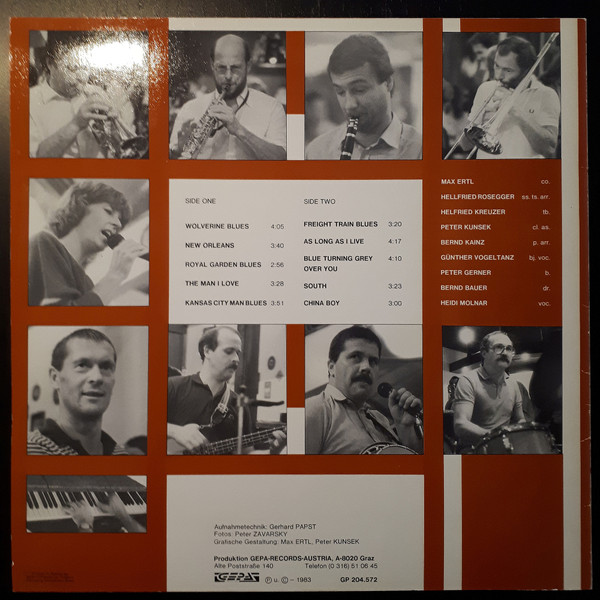 SIDE ONE
WOLVERINE BLUES 4:05
NEW ORLEANS 3:40
ROYAL GARDEN BLUES 2:56
THE MAN I LOVE 3:28
KANSAS CITY MAN BLUES 3:51
SIDE TWO
FREIGHT TRAIN BLUES 3:20
AS LONG AS I LIVE 4:17
BLUE TURNING GREY 4:10
OVER YOU
SOUTH 3:23
CHINA BOY 3:00
MAX ERTL co.
HELLFRIED ROSEGGER ss. ts. arr.
HELFRIED KREUZER tb.
PETER KUNSEK cl. as.
BERND KAINZ p. arr.
GÜNTHER VOGELTANZ bj. voc.
PETER GERNER b.
BERND BAUER dr.
HEIDI MOLNAR voc.
Aufnahmetechnik: Gerhard PAPST
Fotos: Peter ZAVARSKY
Grafische Gestaltung: Max ERTL, Peter KUNSEK
Produktion GEPA-RECORDS-AUSTRIA, A-8020 Graz
Alte Poststraße 140 Telefon (0 316) 51 06 45
GEPA ℗ u. © — 1983 GP 204.572